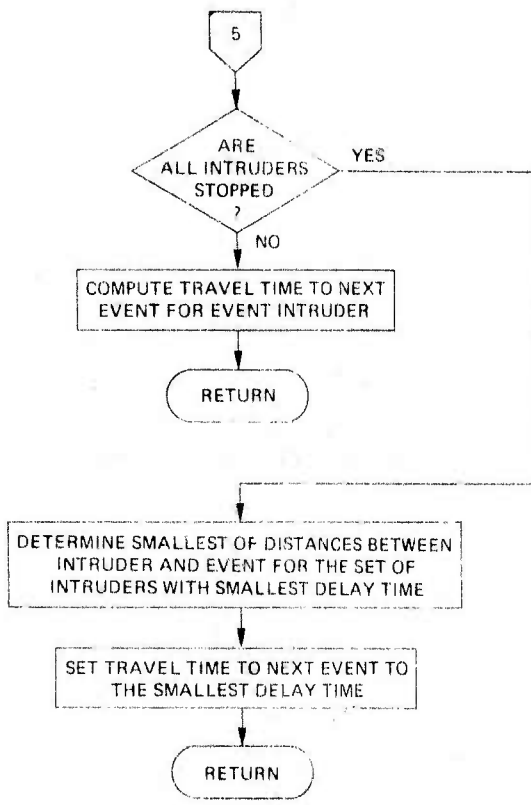 5
ARE
ALL INTRUDERS
STOPPED
?
YES
NO
COMPUTE TRAVEL TIME TO NEXT
EVENT FOR EVENT INTRUDER
RETURN
DETERMINE SMALLEST OF DISTANCES BETWEEN
INTRUDER AND EVENT FOR THE SET OF
INTRUDERS WITH SMALLEST DELAY TIME
SET TRAVEL TIME TO NEXT EVENT TO
THE SMALLEST DELAY TIME
RETURN